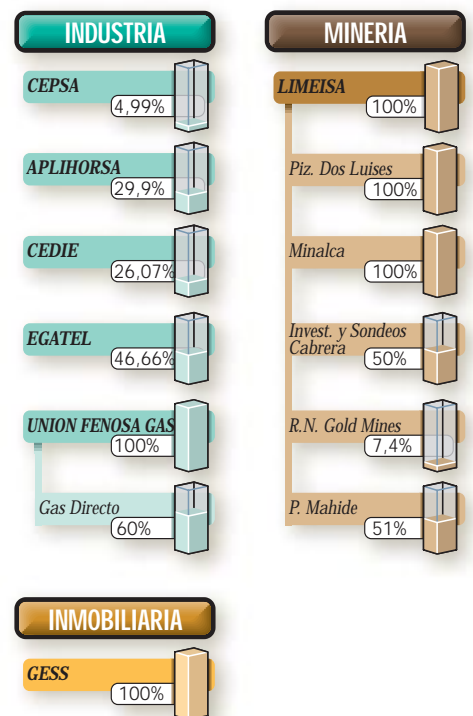 INDUSTRIA
CEPSA
4,99%
APLIHORSA
29,9%
CEDIE
26,07%
EGATEL
46,66%
UNION FENOSA GAS
100%
Gas Directo
60%
MINERIA
LIMEISA
100%
Piz. Dos Luises
100%
Minalca
100%
Invest. y Sondeos
Cabrera
50%
R.N. Gold Mines
7,4%
P. Mahide
51%
INMOBILIARIA
GESS
100%